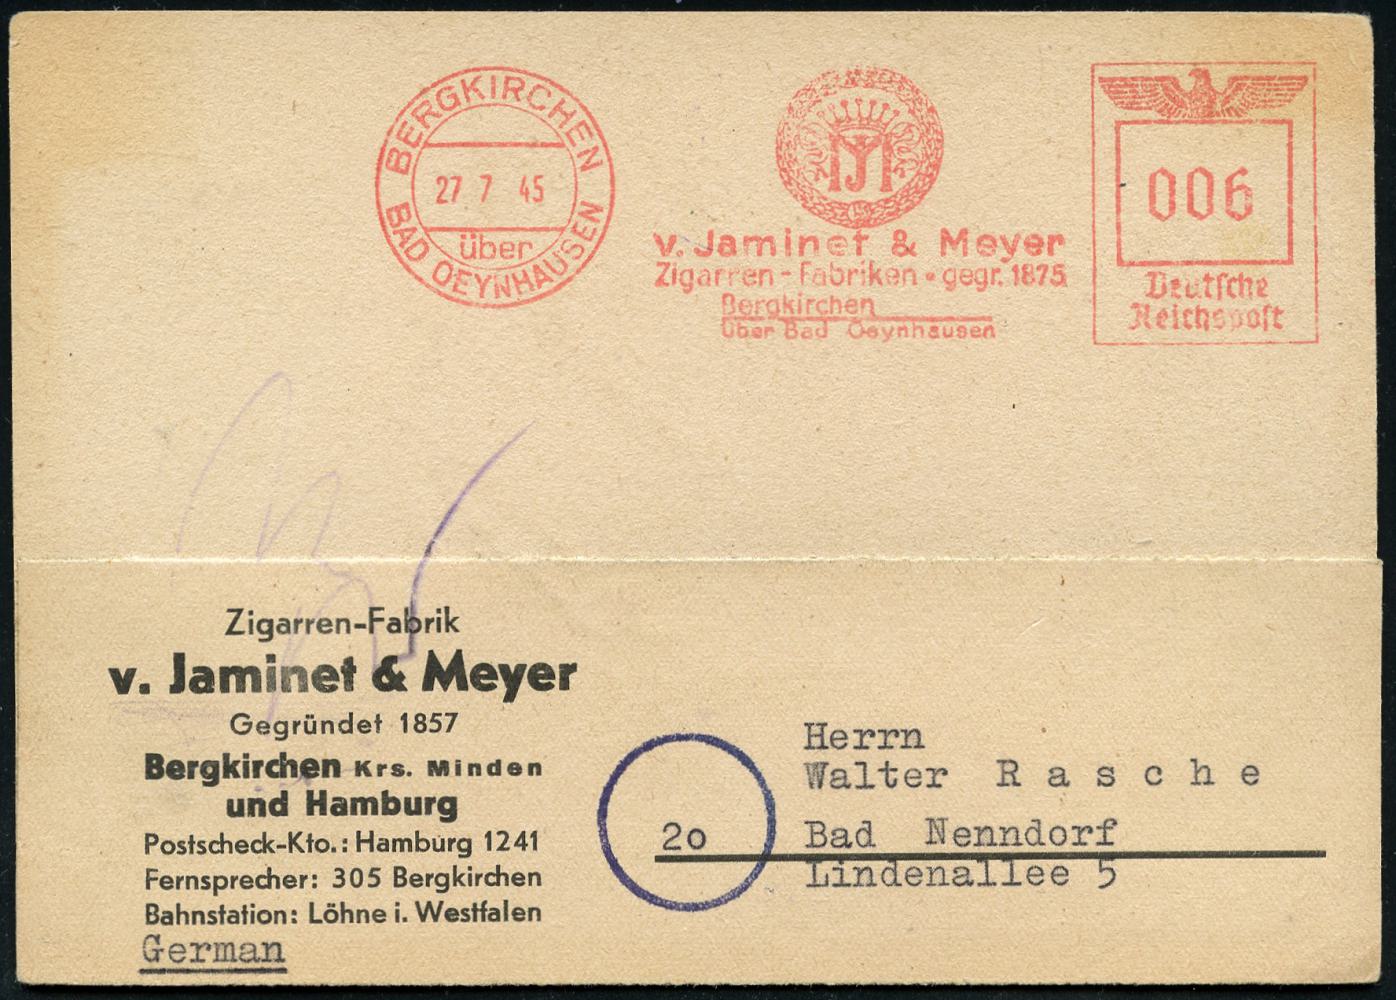 BERGKIRCHEN
27 7 45
über
BAD OEYNHAUSEN
JM
v. Jaminet & Meyer
Zigarren-Fabriken • gegr. 1875
Bergkirchen
über Bad Oeynhausen
006
Deutsche
Reichspost
Zigarren-Fabrik
v. Jaminet & Meyer
Gegründet 1857
Bergkirchen Krs. Minden
und Hamburg
Postscheck-Kto.: Hamburg 1241
Fernsprecher: 305 Bergkirchen
Bahnstation: Löhne i. Westfalen
German
Herrn
Walter Rasche
2o Bad Nenndorf
Lindenallee 5